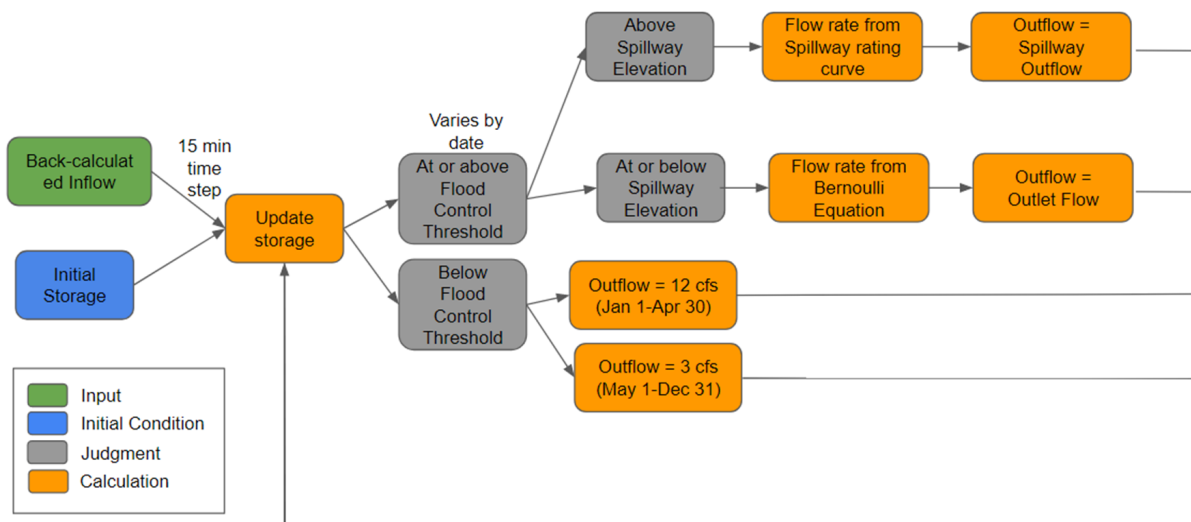 Above
Spillway
Elevation
Flow rate from
Spillway rating
curve
Outflow =
Spillway
Outflow
Varies by
date
15 min
time
step
Back-calculat
ed Inflow
At or above
Flood
Control
Threshold
At or below
Spillway
Elevation
Flow rate from
Bernoulli
Equation
Outflow =
Outlet Flow
Update
storage
Initial
Storage
Below
Flood
Control
Threshold
Outflow = 12 cfs
(Jan 1-Apr 30)
Outflow = 3 cfs
(May 1-Dec 31)
Input
Initial Condition
Judgment
Calculation